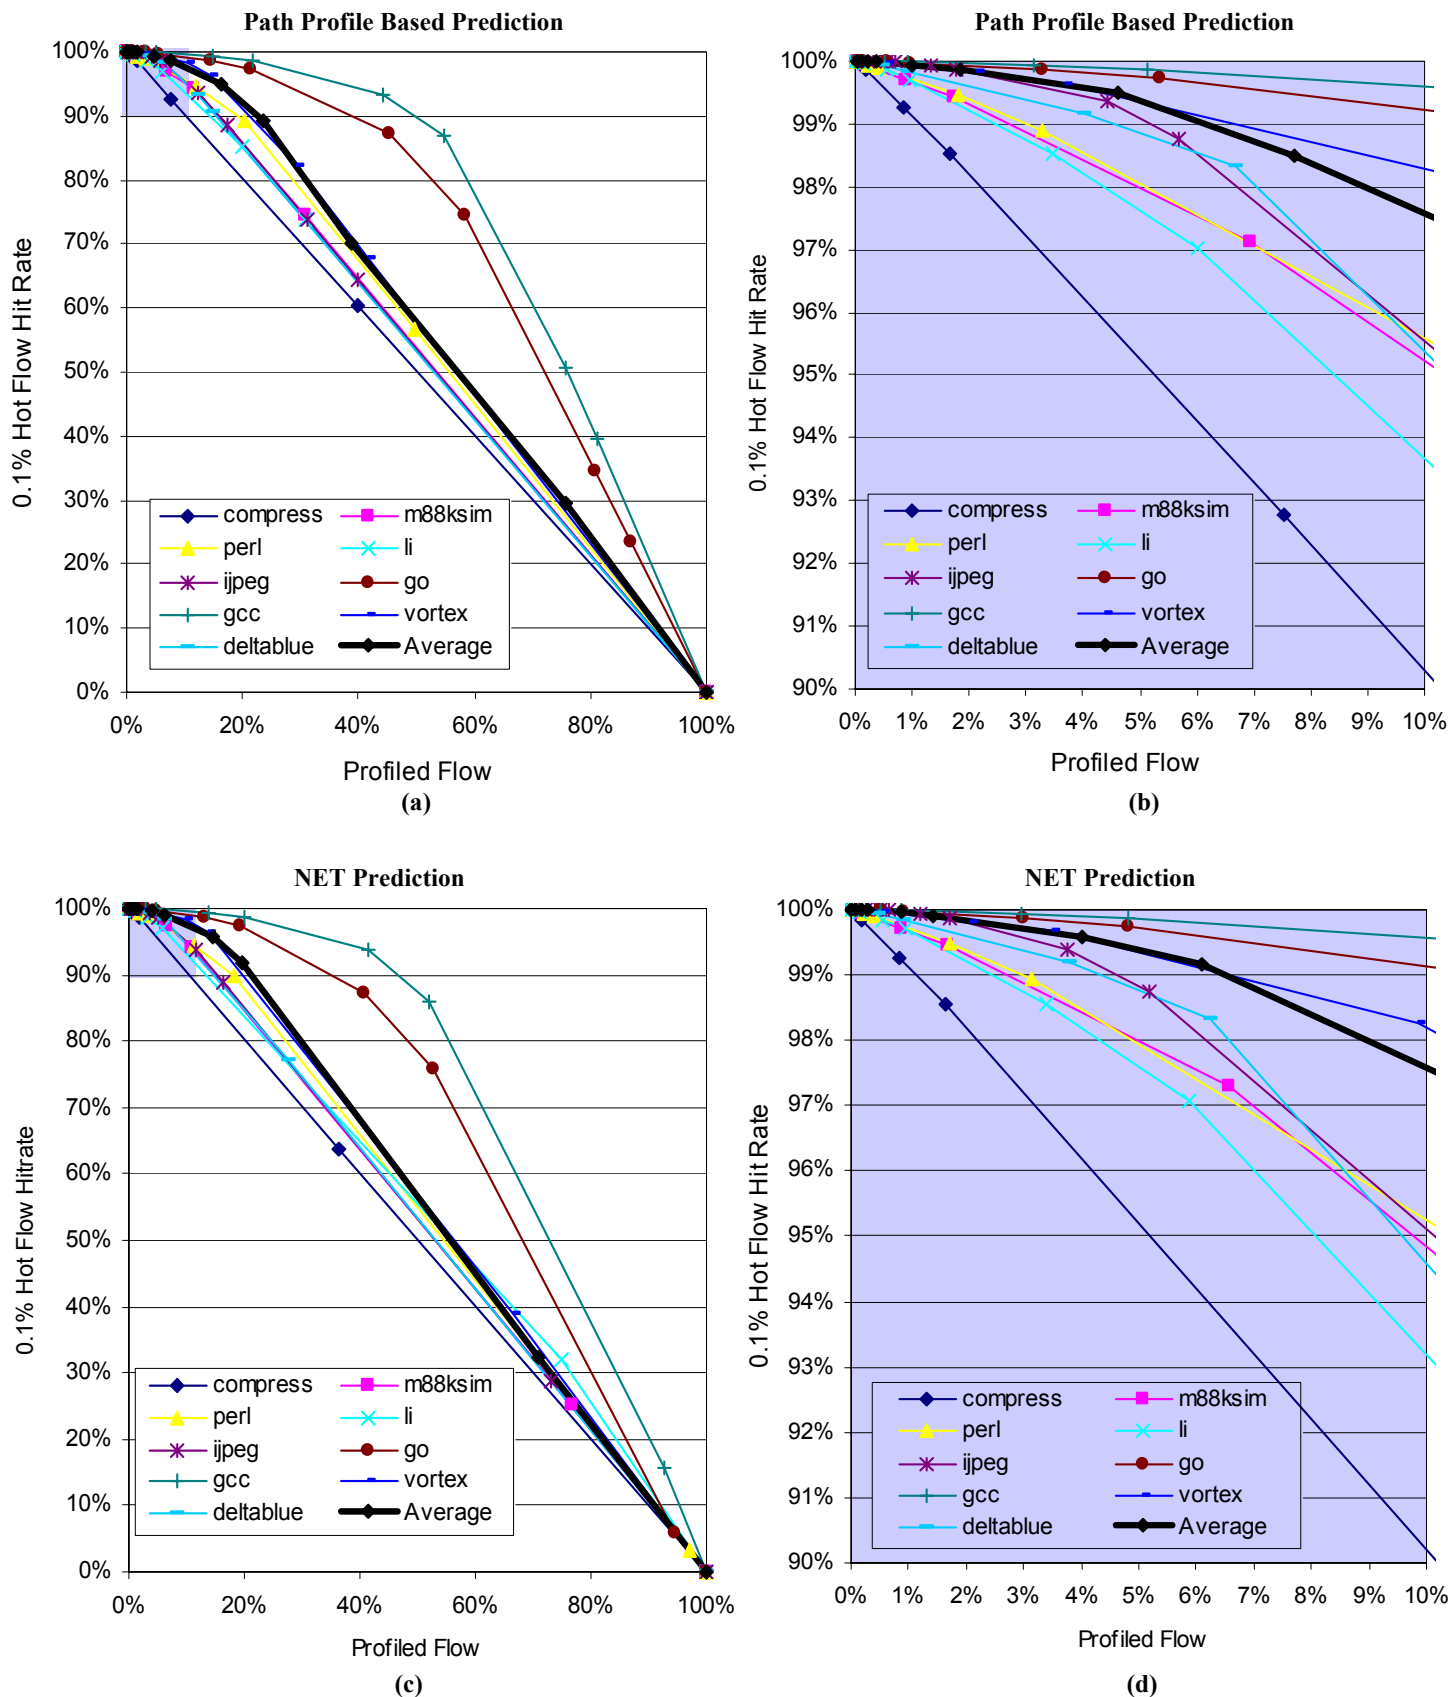 Path Profile Based Prediction
0.1% Hot Flow Hit Rate
100%
90%
80%
70%
60%
50%
40%
30%
20%
10%
0%
compress m88ksim
perl li
ijpeg go
gcc vortex
deltablue Average
0% 20% 40% 60% 80% 100%
Profiled Flow
(a)
Path Profile Based Prediction
0.1% Hot Flow Hit Rate
100%
99%
98%
97%
96%
95%
94%
93%
92%
91%
90%
compress m88ksim
perl li
ijpeg go
gcc vortex
deltablue Average
0% 1% 2% 3% 4% 5% 6% 7% 8% 9% 10%
Profiled Flow
(b)
NET Prediction
0.1% Hot Flow Hitrate
100%
90%
80%
70%
60%
50%
40%
30%
20%
10%
0%
compress m88ksim
perl li
ijpeg go
gcc vortex
deltablue Average
0% 20% 40% 60% 80% 100%
Profiled Flow
(c)
NET Prediction
0.1% Hot Flow Hit Rate
100%
99%
98%
97%
96%
95%
94%
93%
92%
91%
90%
compress m88ksim
perl li
ijpeg go
gcc vortex
deltablue Average
0% 1% 2% 3% 4% 5% 6% 7% 8% 9% 10%
Profiled Flow
(d)